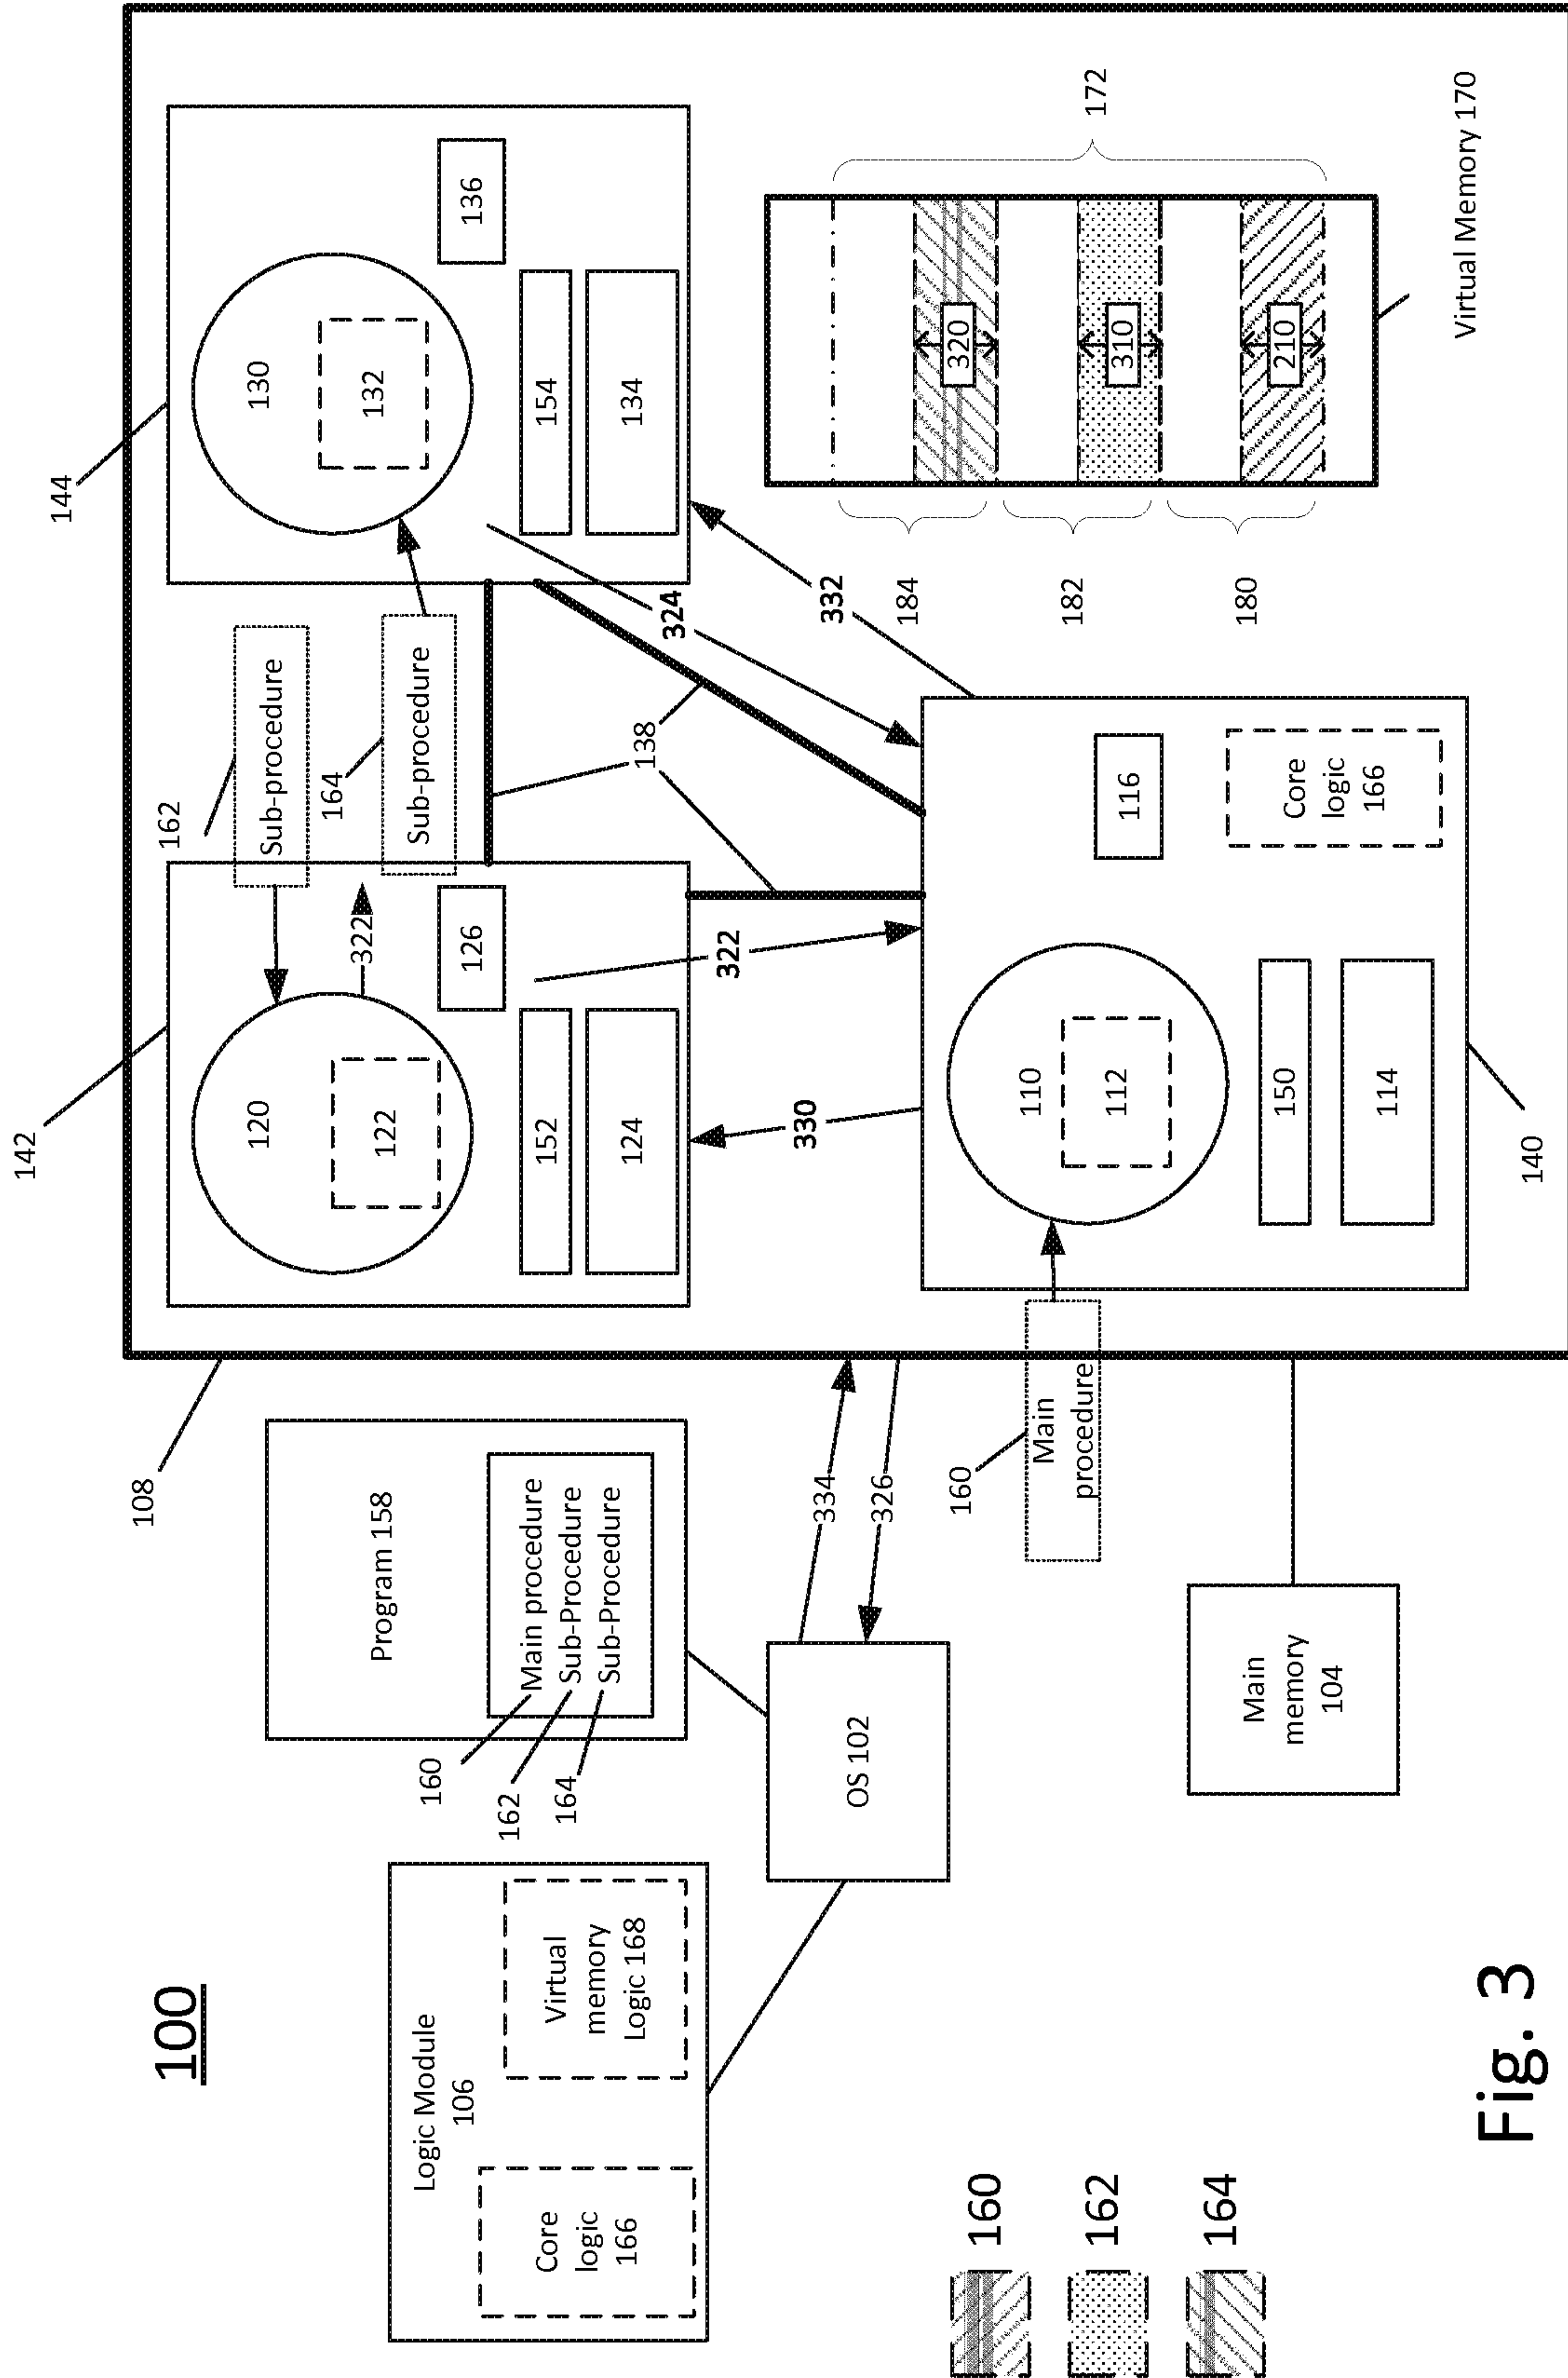 100
Logic Module
106
Core
logic
166
Virtual
memory
Logic 168
Program 158
Main procedure
Sub-Procedure
Sub-Procedure
160
162
164
OS 102
334
326
Main
memory
104
108
142
120
122
126
152
124
322
162
Sub-procedure
164
Sub-procedure
144
130
132
136
154
134
138
322
324
330
332
160
Main
procedure
110
112
116
150
114
Core
logic
166
140
184
182
180
320
310
210
172
Virtual Memory 170
160
162
164
Fig. 3